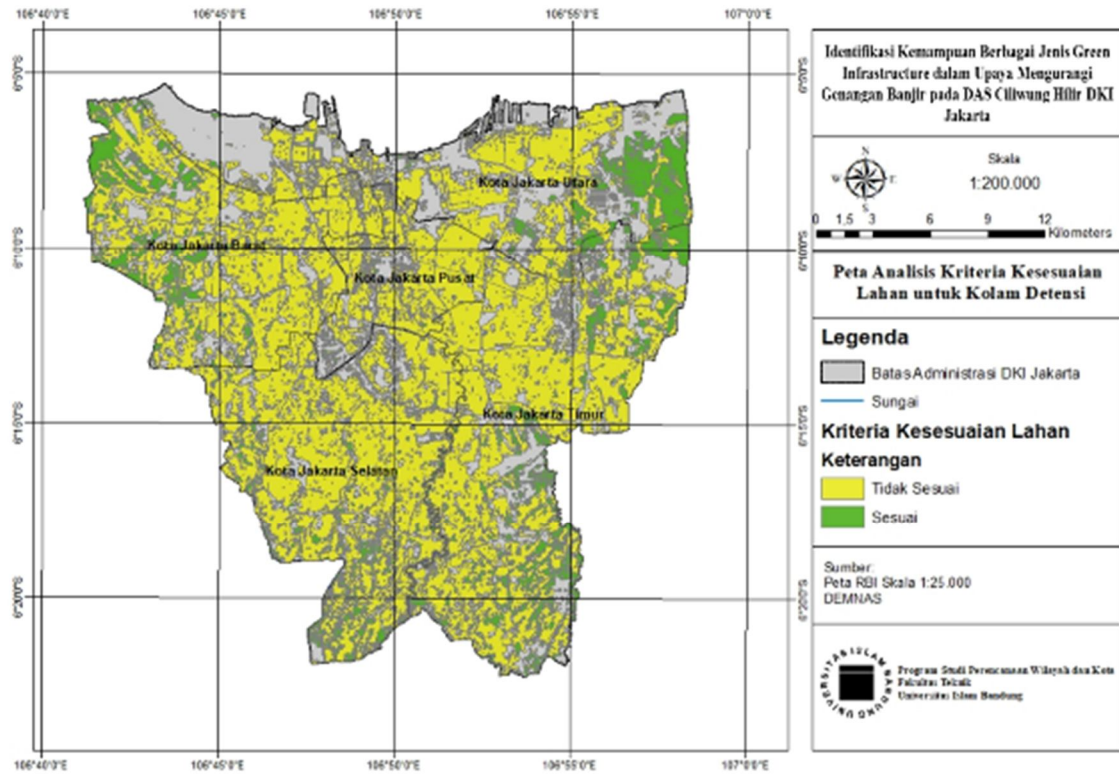 106°40'0"E 106°45'0"E 106°50'0"E 106°55'0"E 107°0'0"E
6°5'0"S 6°5'0"S
6°10'0"S 6°10'0"S
6°15'0"S 6°15'0"S
6°20'0"S 6°20'0"S
Kota Jakarta Utara
Kota Jakarta Barat
Kota Jakarta Pusat
Kota Jakarta Timur
Kota Jakarta Selatan
106°40'0"E 106°45'0"E 106°50'0"E 106°55'0"E 107°0'0"E
Identifikasi Kemampuan Berbagai Jenis Green
Infrastructure dalam Upaya Mengurangi
Genangan Banjir pada DAS Ciliwung Hilir DKI
Jakarta
N
W E
S
Skala
1:200.000
0 1,5 3 6 9 12
Kilometers
Peta Analisis Kriteria Kesesuaian
Lahan untuk Kolam Detensi
Legenda
Batas Administrasi DKI Jakarta
Sungai
Kriteria Kesesuaian Lahan
Keterangan
Tidak Sesuai
Sesuai
Sumber:
Peta RBI Skala 1:25.000
DEMNAS
UNIVERSITAS ISLAM BANDUNG
Program Studi Perencanaan Wilayah dan Kota
Fakultas Teknik
Universitas Islam Bandung